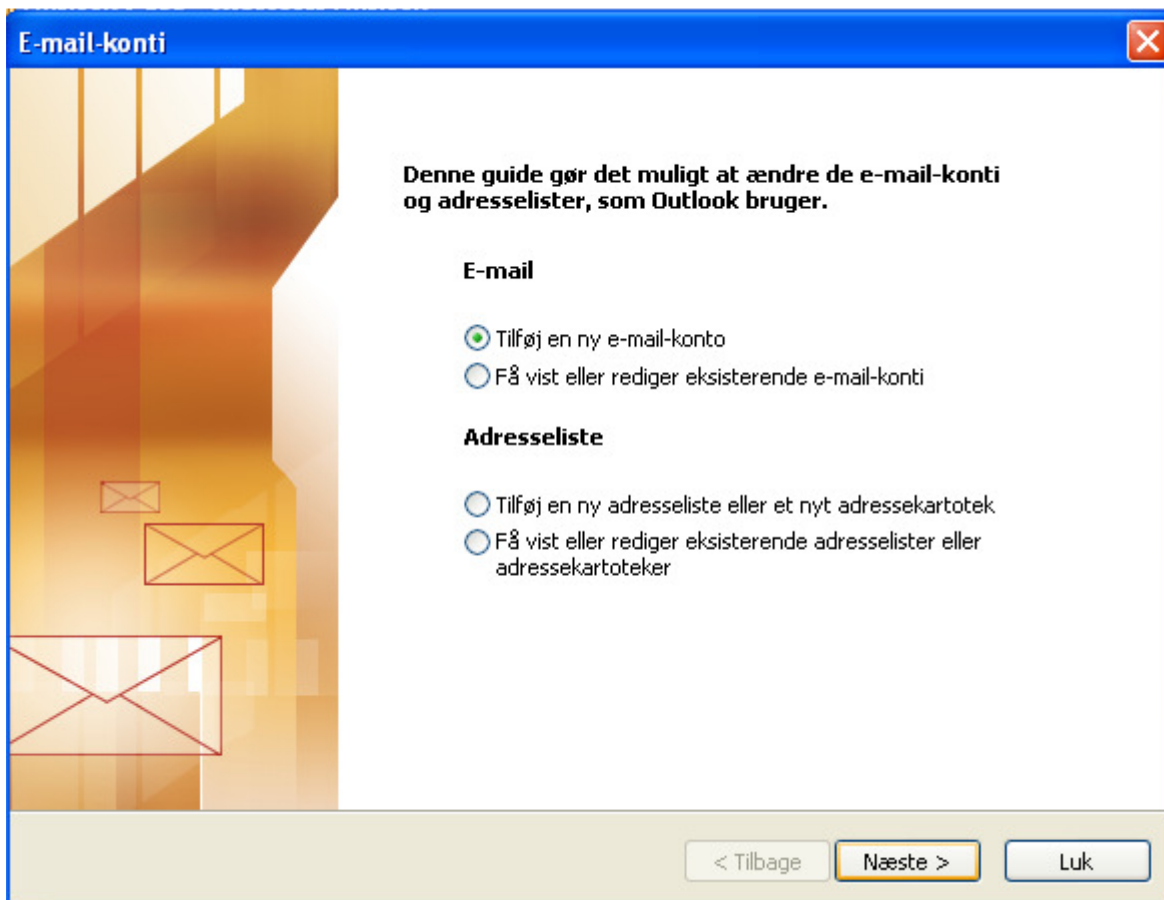 E-mail-konti
Denne guide gør det muligt at ændre de e-mail-konti
og adresselister, som Outlook bruger.
E-mail
Tilføj en ny e-mail-konto
Få vist eller rediger eksisterende e-mail-konti
Adresseliste
Tilføj en ny adresseliste eller et nyt adressekartotek
Få vist eller rediger eksisterende adresselister eller
adressekartoteker
< Tilbage
Næste >
Luk